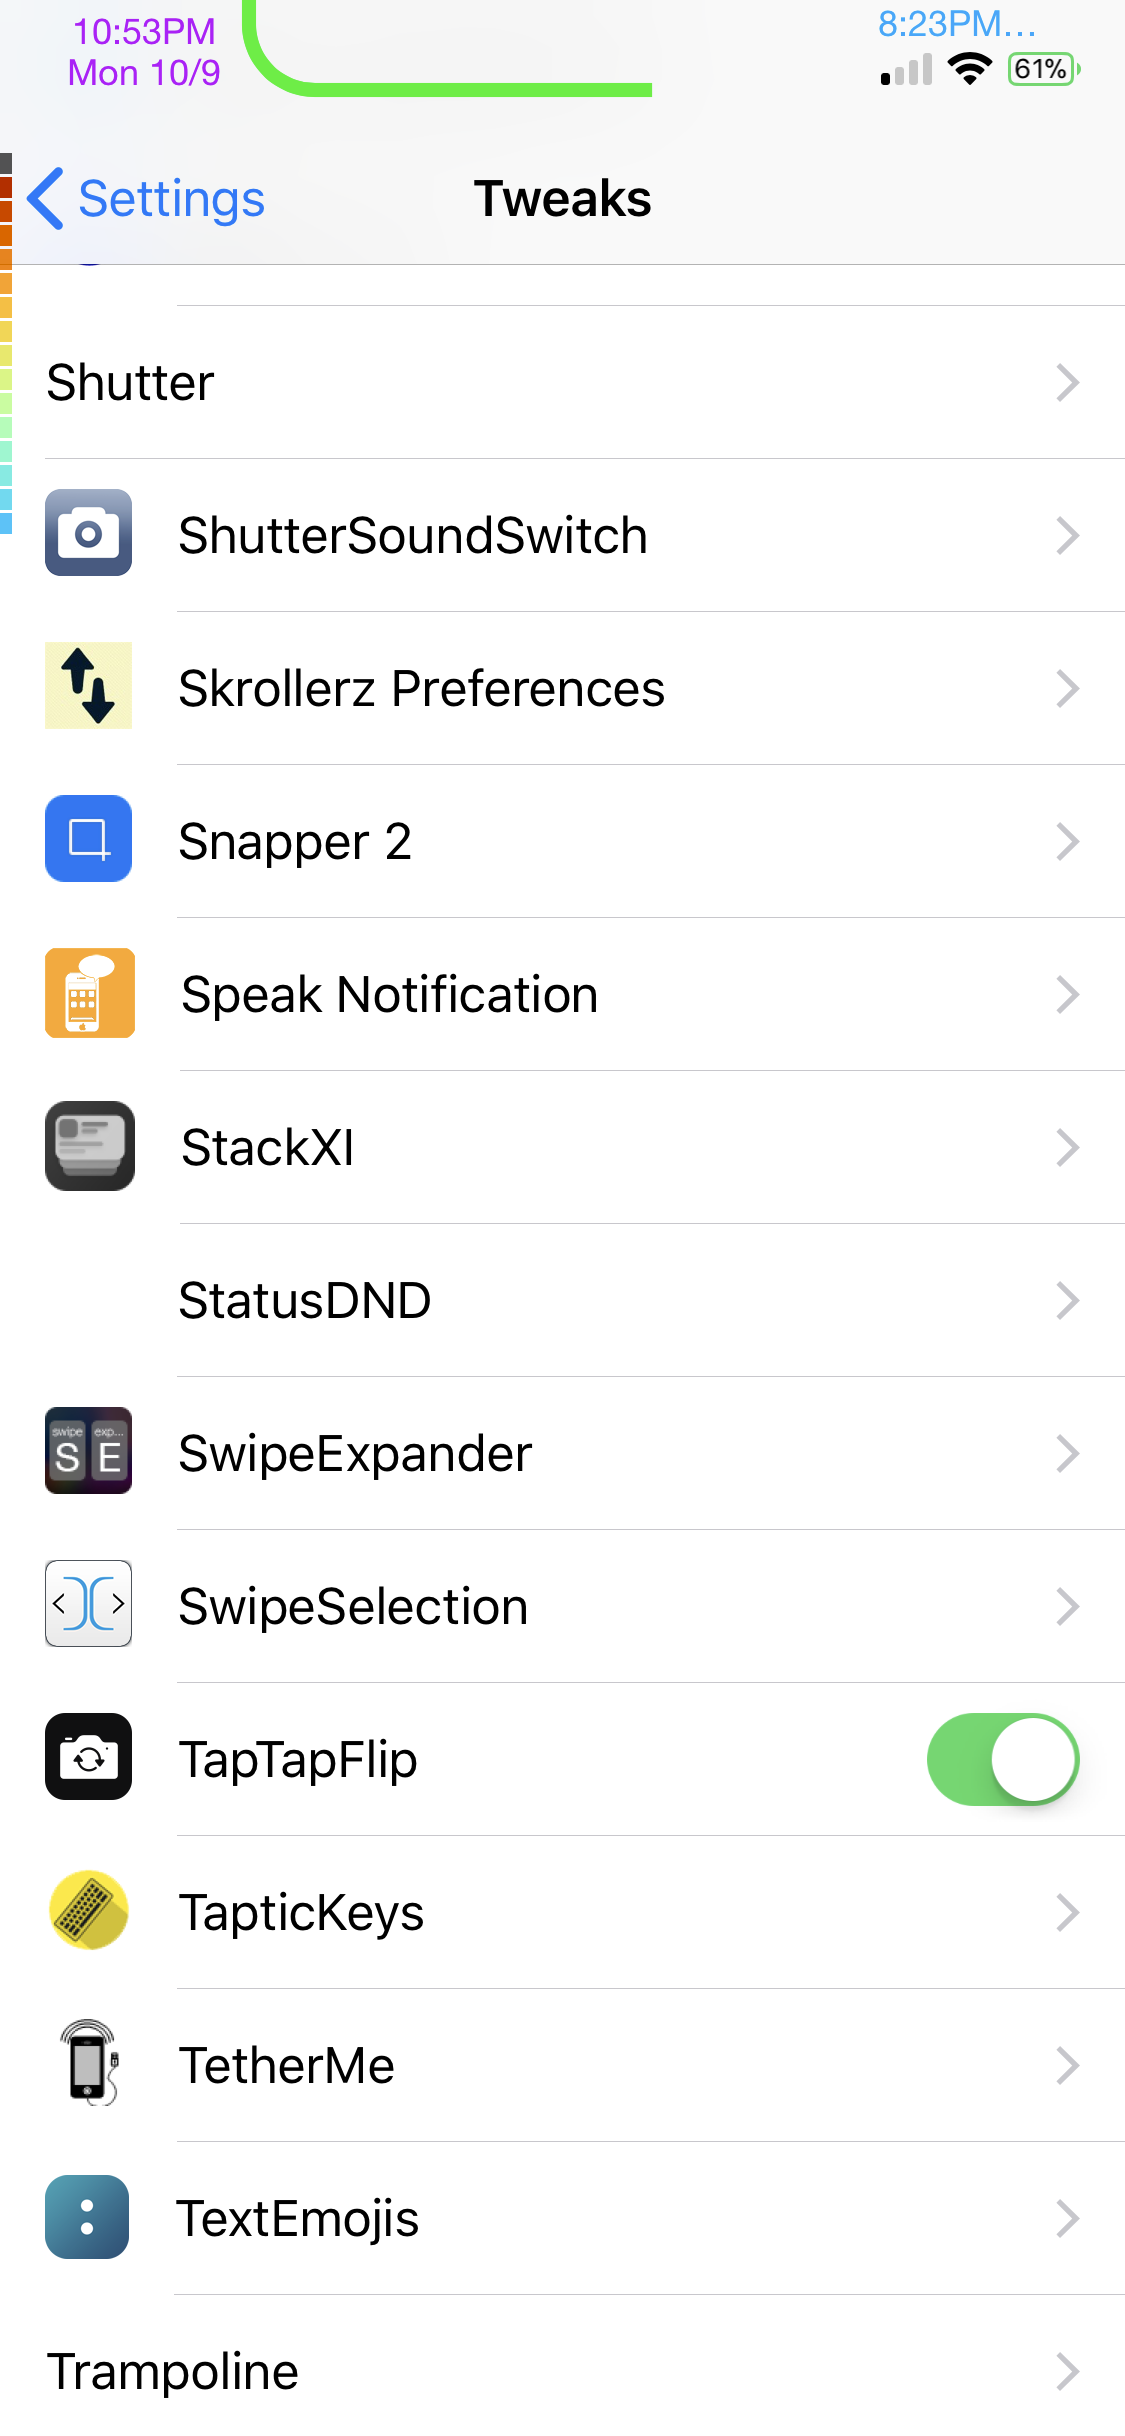 10:53PM
Mon 10/9
8:23PM...
61%
Settings
Tweaks
Shutter
ShutterSoundSwitch
Skrollerz Preferences
Snapper 2
Speak Notification
StackXI
StatusDND
swipe exp...
S E
SwipeExpander
SwipeSelection
TapTapFlip
TapticKeys
TetherMe
TextEmojis
Trampoline